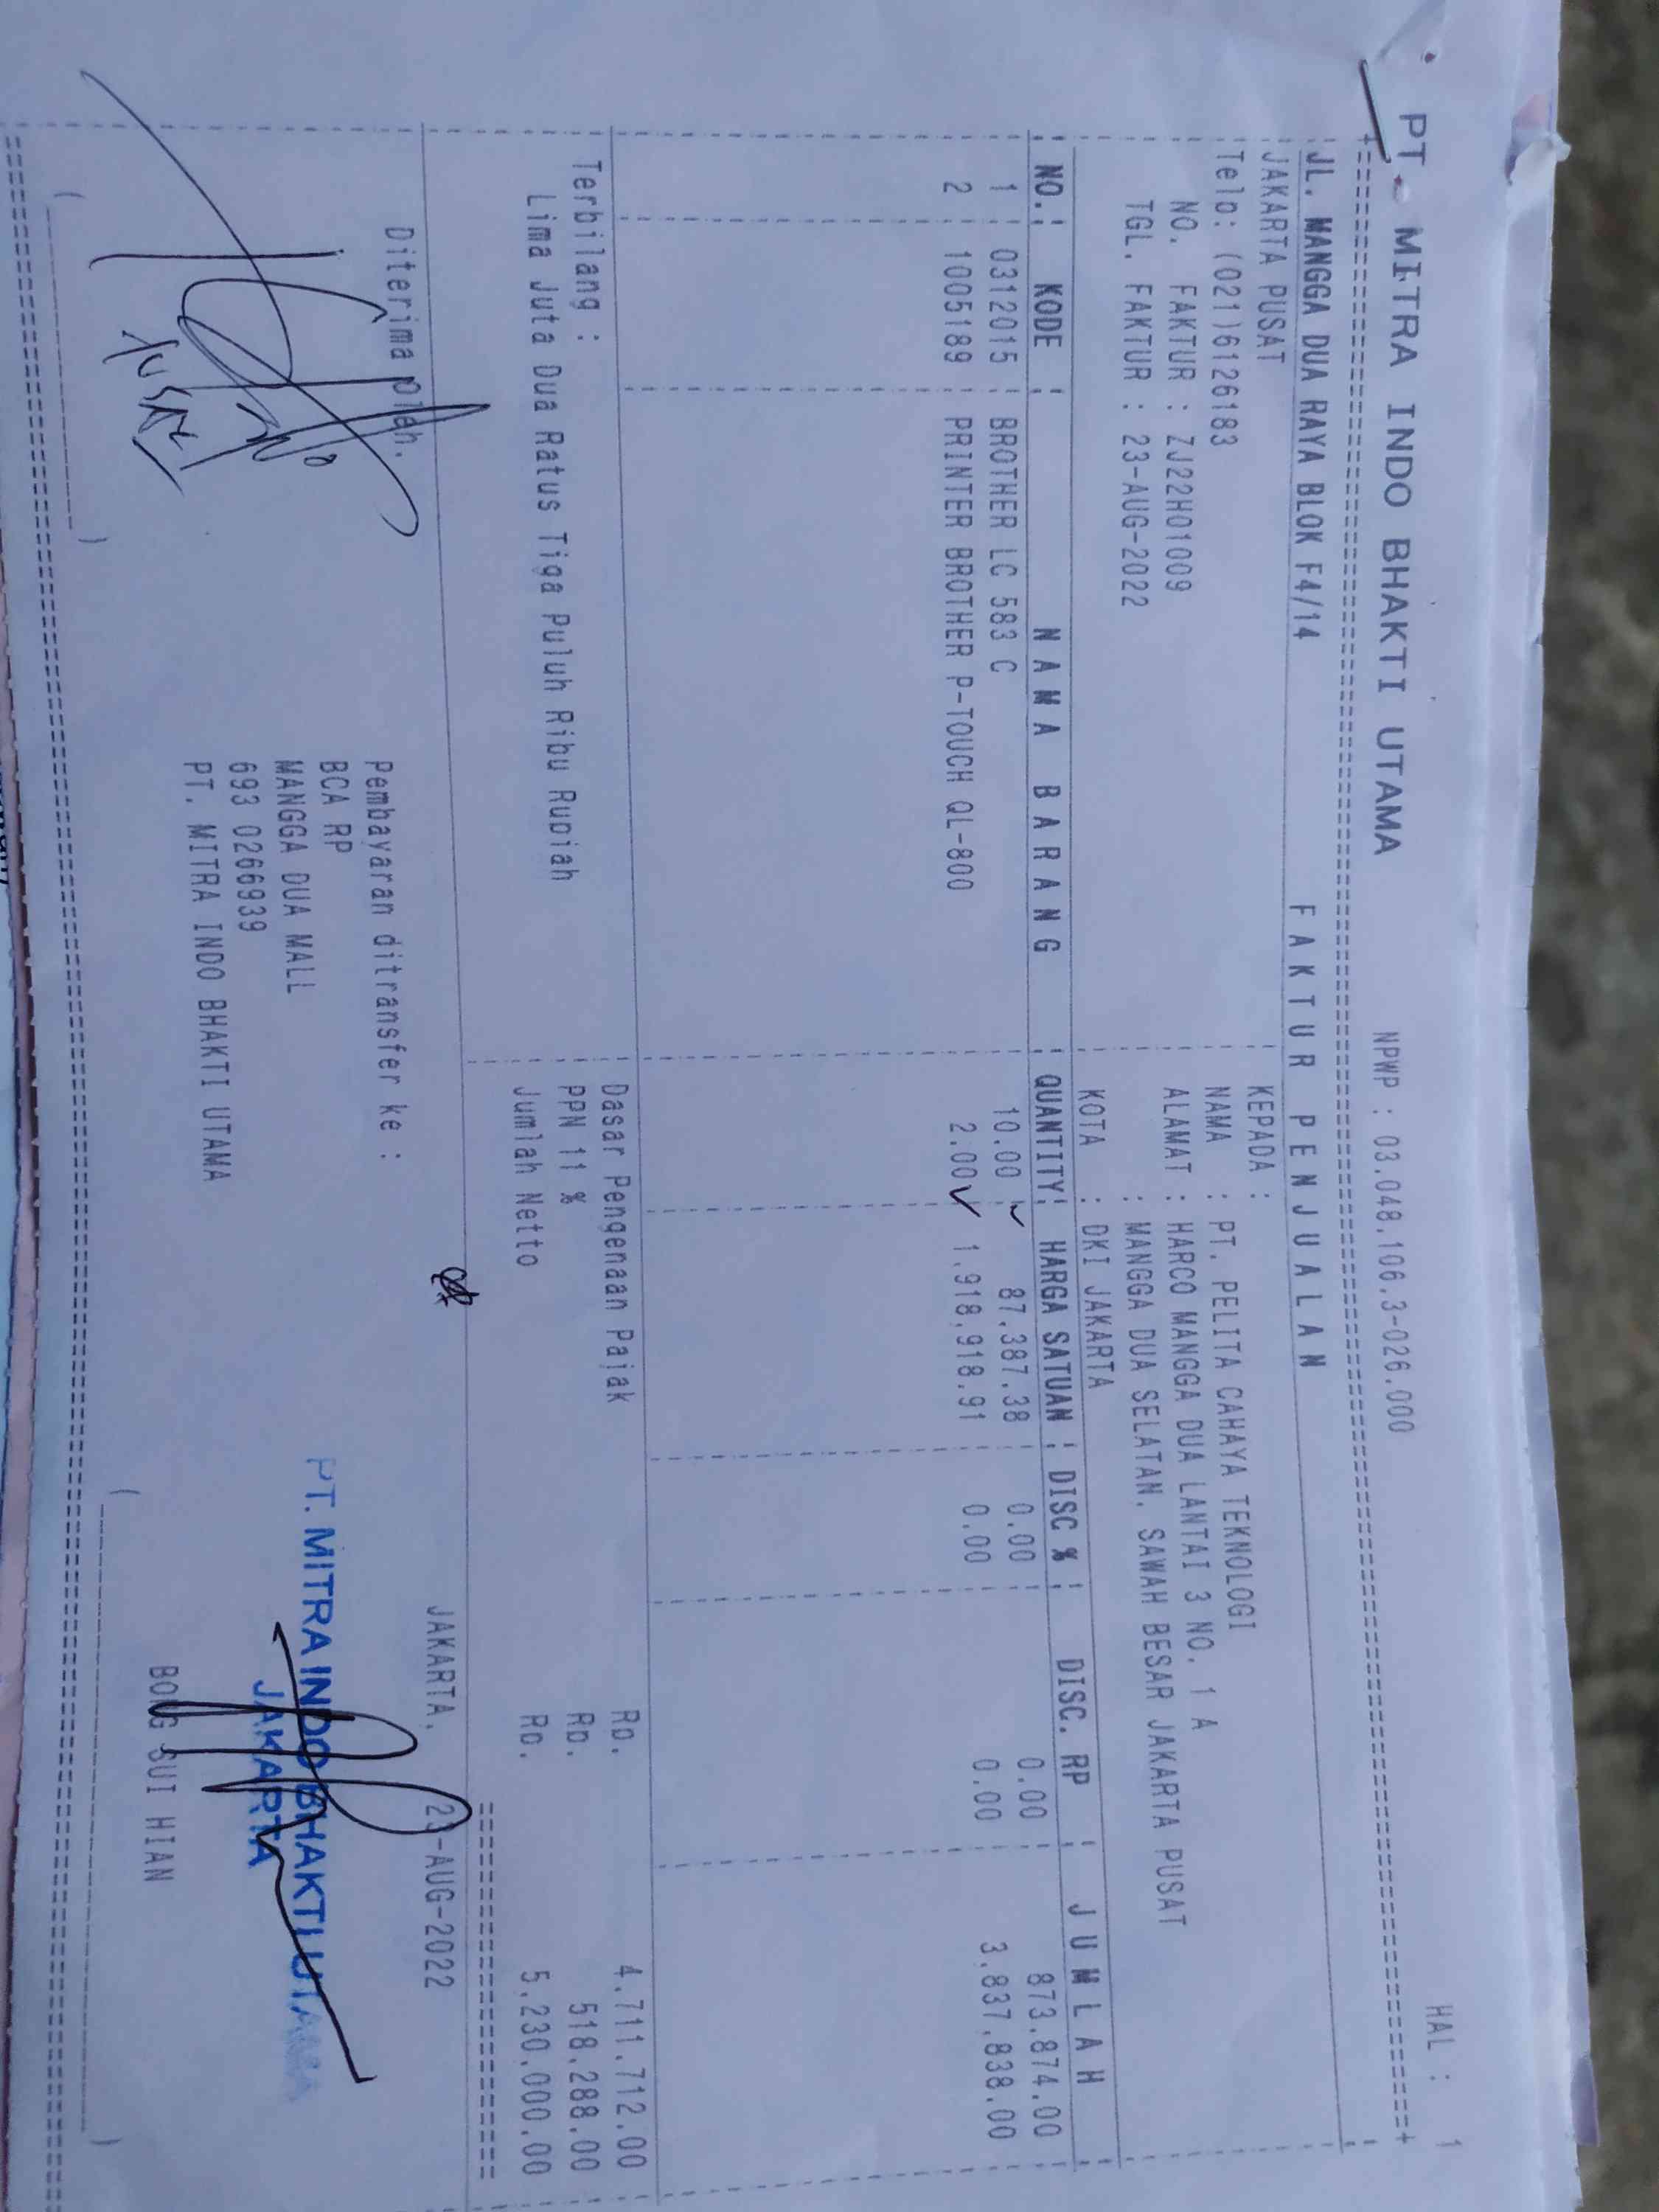 HAL : 1
PT. MITRA INDO BHAKTI UTAMA NPWP : 03.048.106.3-026.000
JL. MANGGA DUA RAYA BLOK F4/14 F A K T U R P E N J U A L A N
JAKARTA PUSAT KEPADA :
Telp: (021)6126183 NAMA : PT. PELITA CAHAYA TEKNOLOGI
NO. FAKTUR : ZJ22H01009 ALAMAT : HARCO MANGGA DUA LANTAI 3 NO. 1 A
TGL. FAKTUR : 23-AUG-2022 : MANGGA DUA SELATAN, SAWAH BESAR JAKARTA PUSAT
KOTA : DKI JAKARTA
NO. KODE N A M A B A R A N G QUANTITY HARGA SATUAN DISC % DISC. RP J U M L A H
1 0312015 BROTHER LC 583 C 10.00 87,387.38 0.00 0.00 873,874.00
2 1005189 PRINTER BROTHER P-TOUCH QL-800 2.00 1,918,918.91 0.00 0.00 3,837,838.00
Terbilang : Dasar Pengenaan Pajak Rp. 4,711,712.00
Lima Juta Dua Ratus Tiga Puluh Ribu Rupiah PPN 11 % Rp. 518,288.00
Jumlah Netto Rp. 5,230,000.00
JAKARTA, 23-AUG-2022
Diterima oleh, Pembayaran ditransfer ke :
BCA RP
MANGGA DUA MALL
693 0266939
PT. MITRA INDO BHAKTI UTAMA
PT. MITRA INDO BHAKTI UTAMA
JAKARTA
BONG SUI HIAN